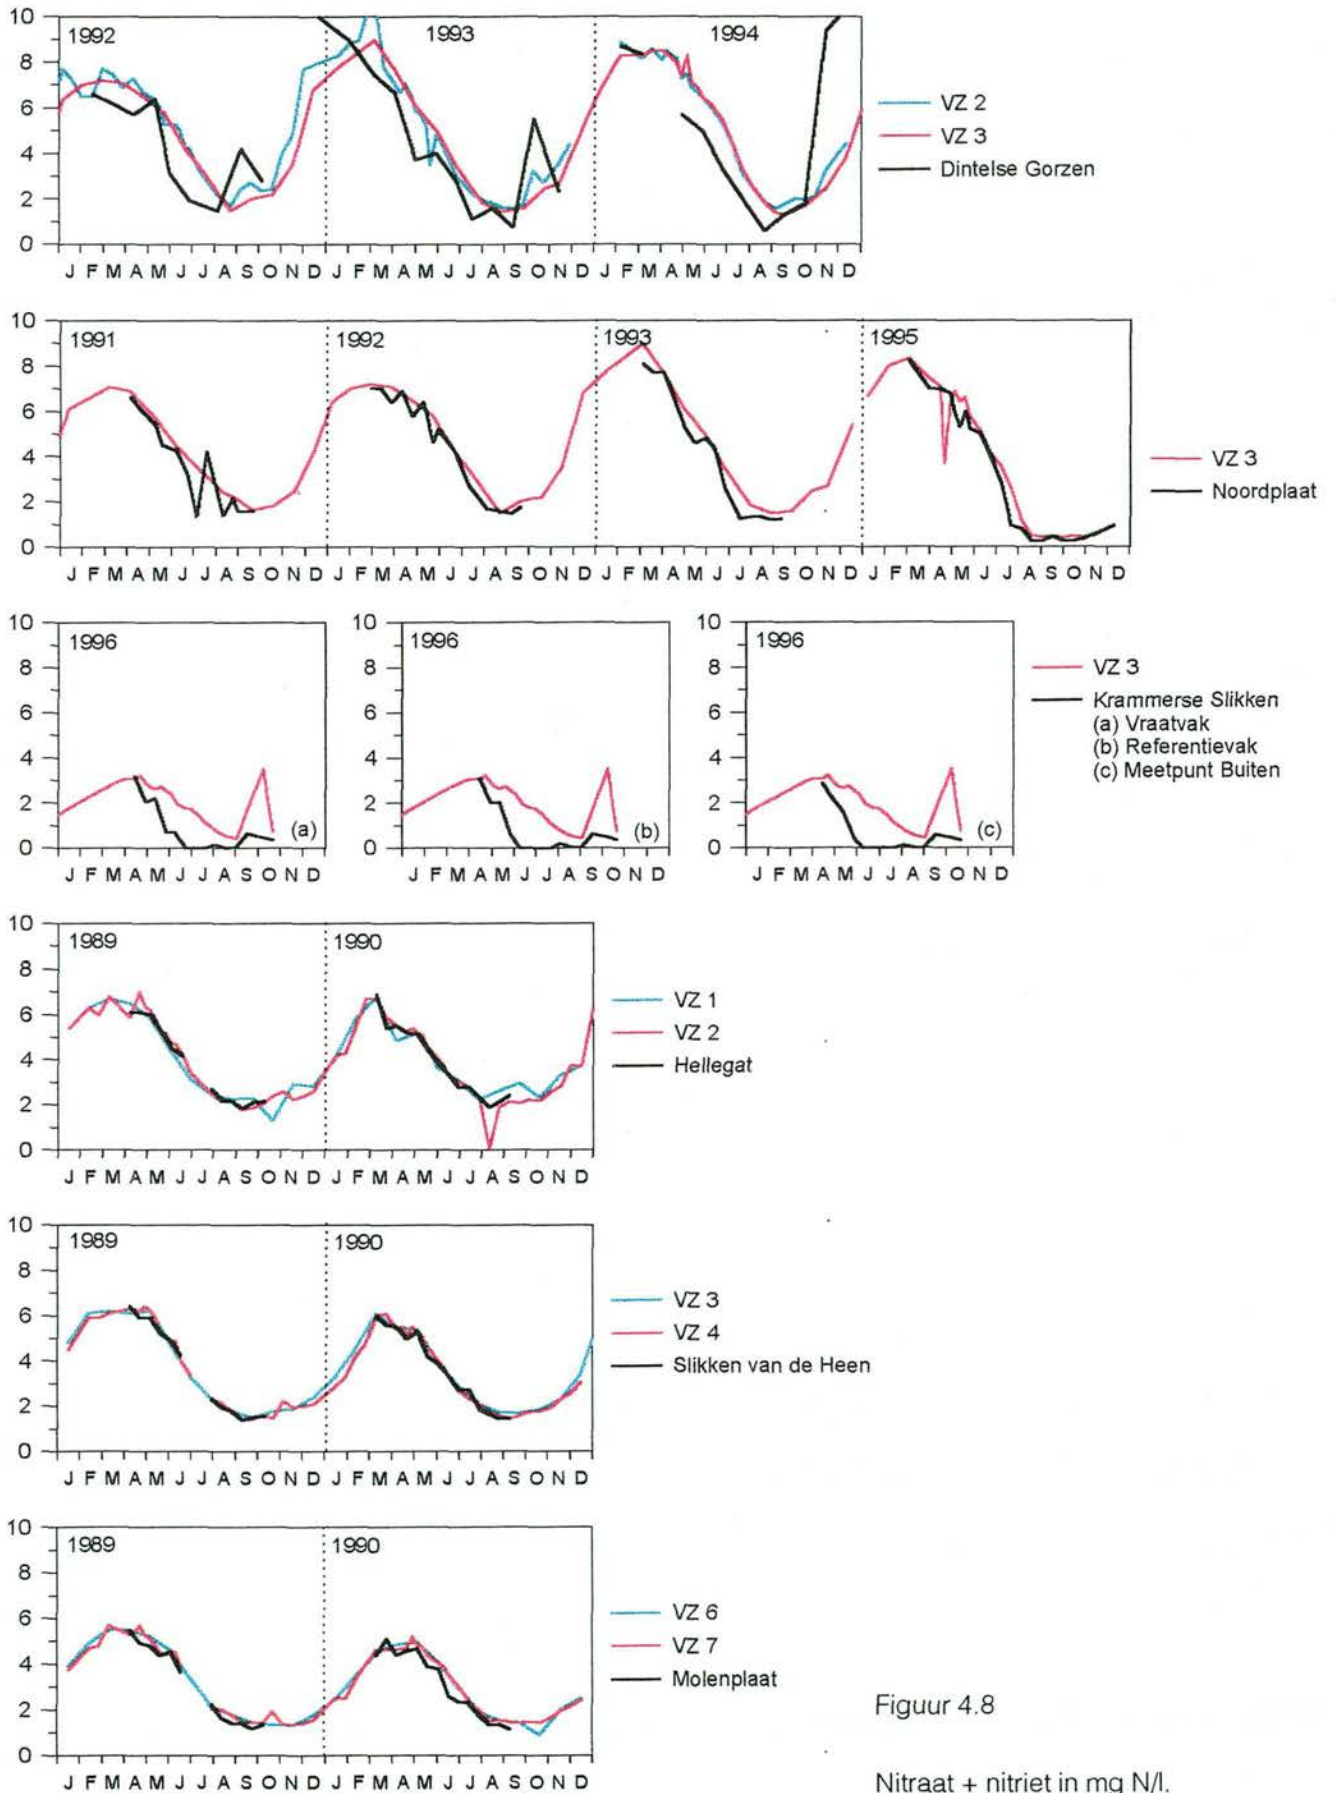 10
8
6
4
2
0
1992
1993
1994
J F M A M J J A S O N D J F M A M J J A S O N D J F M A M J J A S O N D
VZ 2
VZ 3
Dintelse Gorzen
10
8
6
4
2
0
1991
1992
1993
1995
J F M A M J J A S O N D J F M A M J J A S O N D J F M A M J J A S O N D J F M A M J J A S O N D
VZ 3
Noordplaat
10
8
6
4
2
0
1996
(a)
J F M A M J J A S O N D
10
8
6
4
2
0
1996
(b)
J F M A M J J A S O N D
10
8
6
4
2
0
1996
(c)
J F M A M J J A S O N D
VZ 3
Krammerse Slikken
(a) Vraatvak
(b) Referentievak
(c) Meetpunt Buiten
10
8
6
4
2
0
1989
1990
J F M A M J J A S O N D J F M A M J J A S O N D
VZ 1
VZ 2
Hellegat
10
8
6
4
2
0
1989
1990
J F M A M J J A S O N D J F M A M J J A S O N D
VZ 3
VZ 4
Slikken van de Heen
10
8
6
4
2
0
1989
1990
J F M A M J J A S O N D J F M A M J J A S O N D
VZ 6
VZ 7
Molenplaat
Figuur 4.8
Nitraat + nitriet in mg N/l.